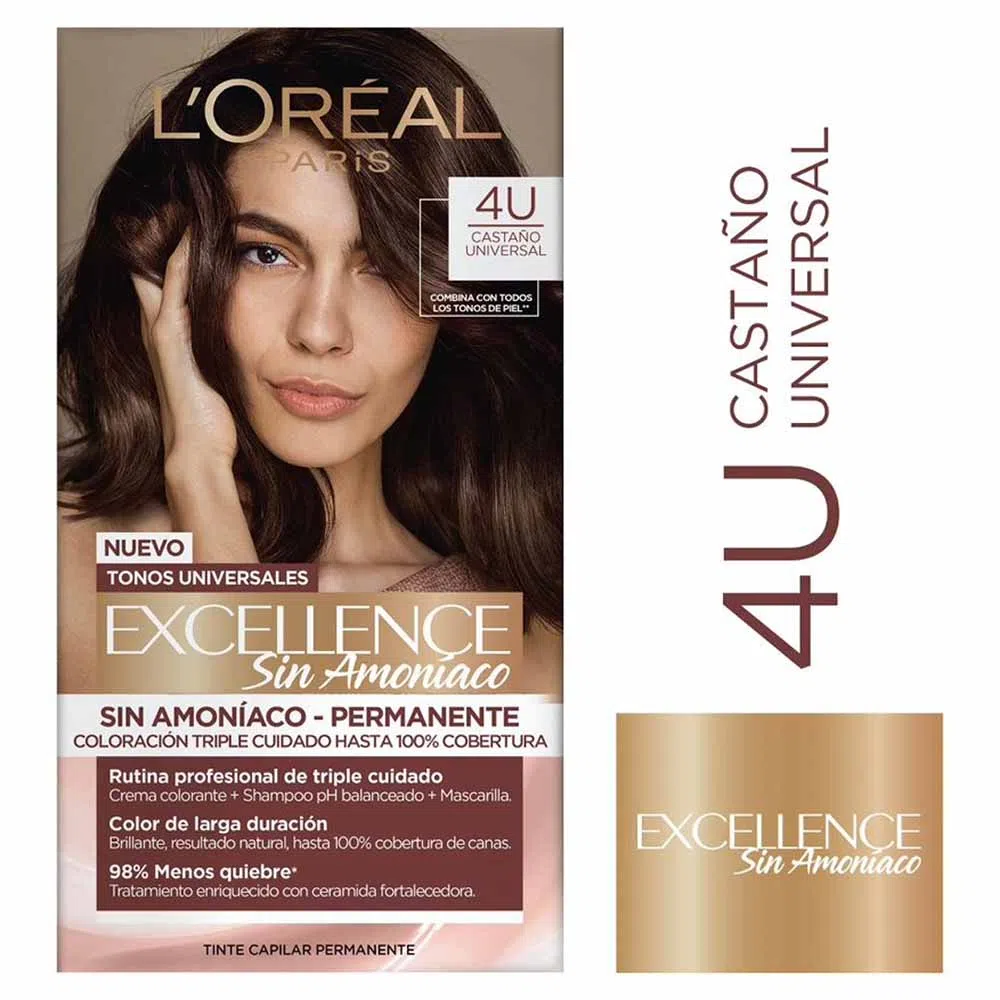 L'ORÉAL
PARiS
4U
CASTAÑO
UNIVERSAL
COMBINA CON TODOS
LOS TONOS DE PIEL**
NUEVO
TONOS UNIVERSALES
EXCELLENCE
Sin Amoníaco
SIN AMONÍACO - PERMANENTE
COLORACIÓN TRIPLE CUIDADO HASTA 100% COBERTURA
Rutina profesional de triple cuidado
Crema colorante + Shampoo pH balanceado + Mascarilla.
Color de larga duración
Brillante, resultado natural, hasta 100% cobertura de canas.
98% Menos quiebre*
Tratamiento enriquecido con ceramida fortalecedora.
TINTE CAPILAR PERMANENTE
4U
CASTAÑO
UNIVERSAL
EXCELLENCE
Sin Amoníaco